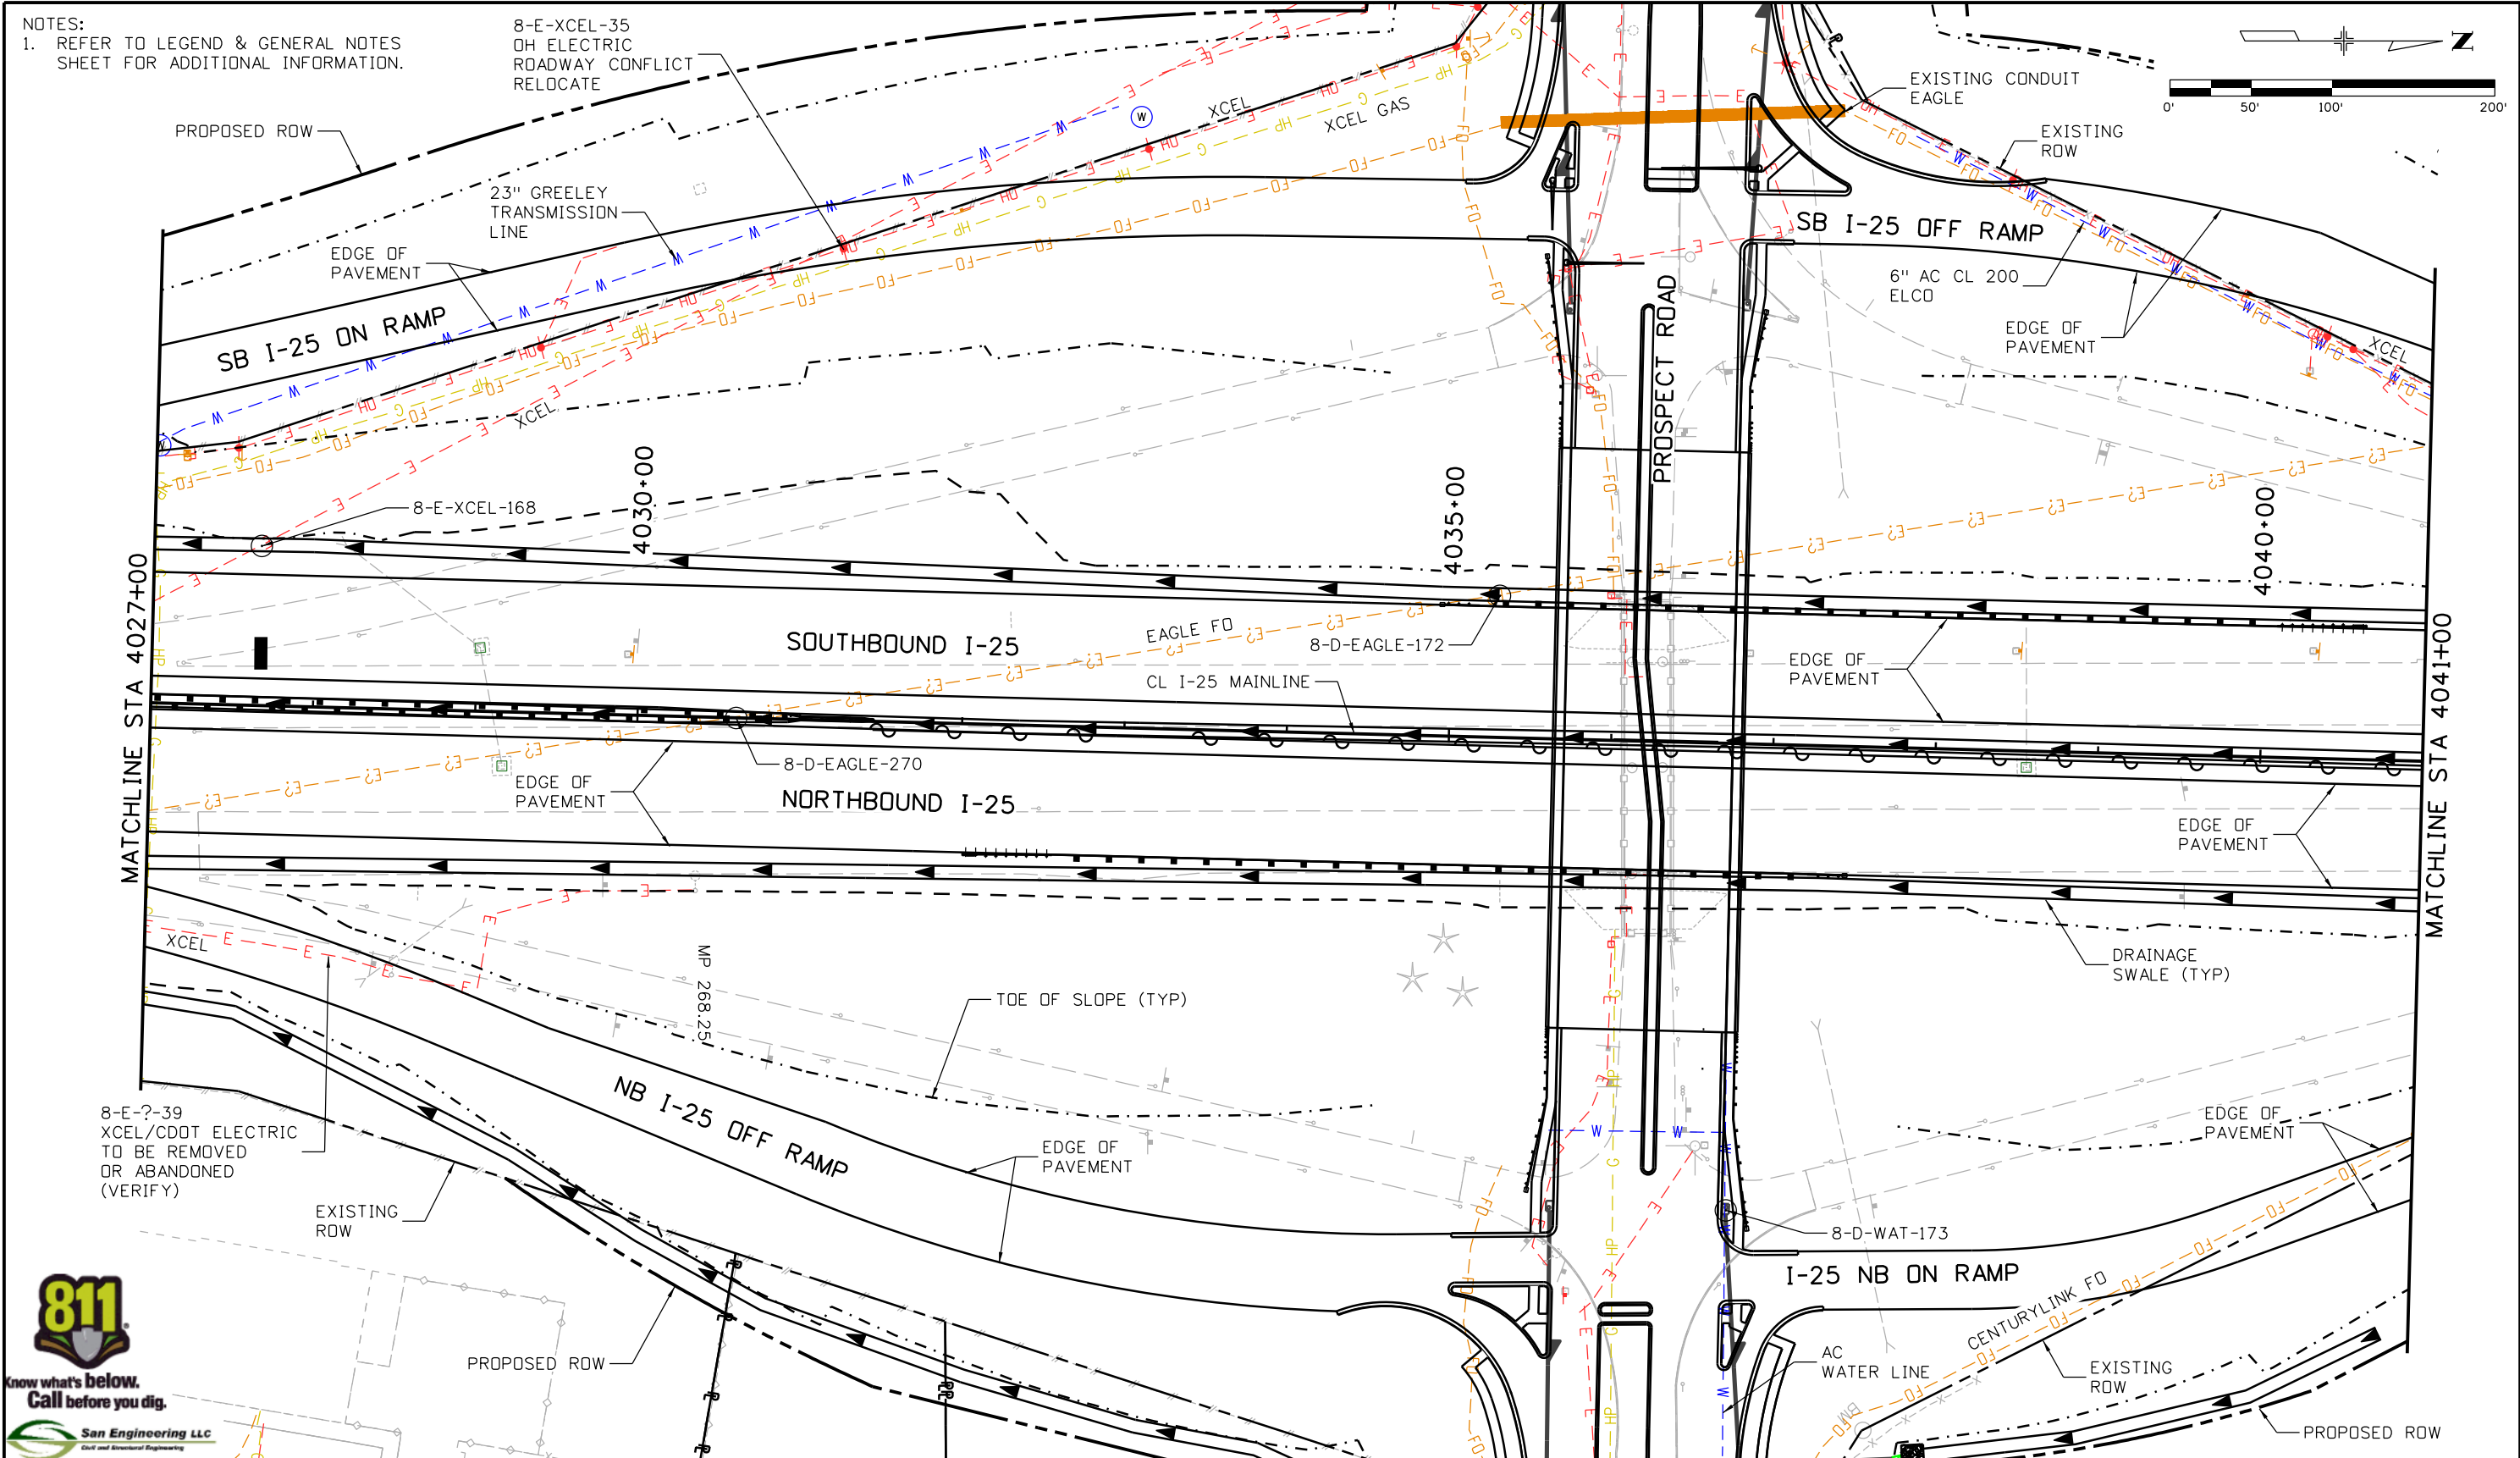 NOTES:
1. REFER TO LEGEND & GENERAL NOTES
SHEET FOR ADDITIONAL INFORMATION.
8-E-XCEL-35
OH ELECTRIC
ROADWAY CONFLICT
RELOCATE
PROPOSED ROW
23" GREELEY
TRANSMISSION
LINE
EDGE OF
PAVEMENT
SB I-25 ON RAMP
XCEL
XCEL GAS
XCEL
EXISTING CONDUIT
EAGLE
N
0' 50' 100' 200'
EXISTING
ROW
SB I-25 OFF RAMP
6" AC CL 200
ELCO
EDGE OF
PAVEMENT
XCEL
PROSPECT ROAD
8-E-XCEL-168
4030+00
4035+00
4040+00
MATCHLINE STA 4027+00
MATCHLINE STA 4041+00
SOUTHBOUND I-25
EAGLE FO
8-D-EAGLE-172
CL I-25 MAINLINE
EDGE OF
PAVEMENT
8-D-EAGLE-270
EDGE OF
PAVEMENT
NORTHBOUND I-25
EDGE OF
PAVEMENT
XCEL
MP 268.25
TOE OF SLOPE (TYP)
DRAINAGE
SWALE (TYP)
8-E-?-39
XCEL/CDOT ELECTRIC
TO BE REMOVED
OR ABANDONED
(VERIFY)
EXISTING
ROW
NB I-25 OFF RAMP
EDGE OF
PAVEMENT
EDGE OF
PAVEMENT
8-D-WAT-173
I-25 NB ON RAMP
CENTURYLINK FO
AC
WATER LINE
EXISTING
ROW
PROPOSED ROW
PROPOSED ROW
BM
811
Know what's below.
Call before you dig.
San Engineering LLC
Civil and Structural Engineering